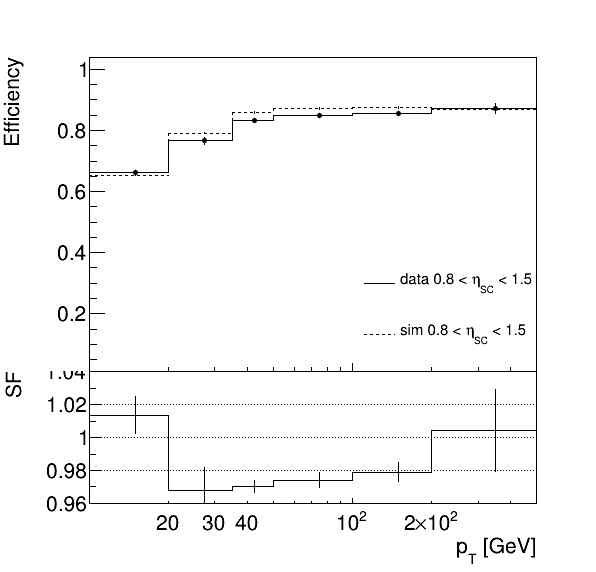 Efficiency
1
0.8
0.6
0.4
0.2
data 0.8 < η_SC < 1.5
sim 0.8 < η_SC < 1.5
SF
1.04
1.02
1
0.98
0.96
20 30 40 10² 2×10²
p_T [GeV]